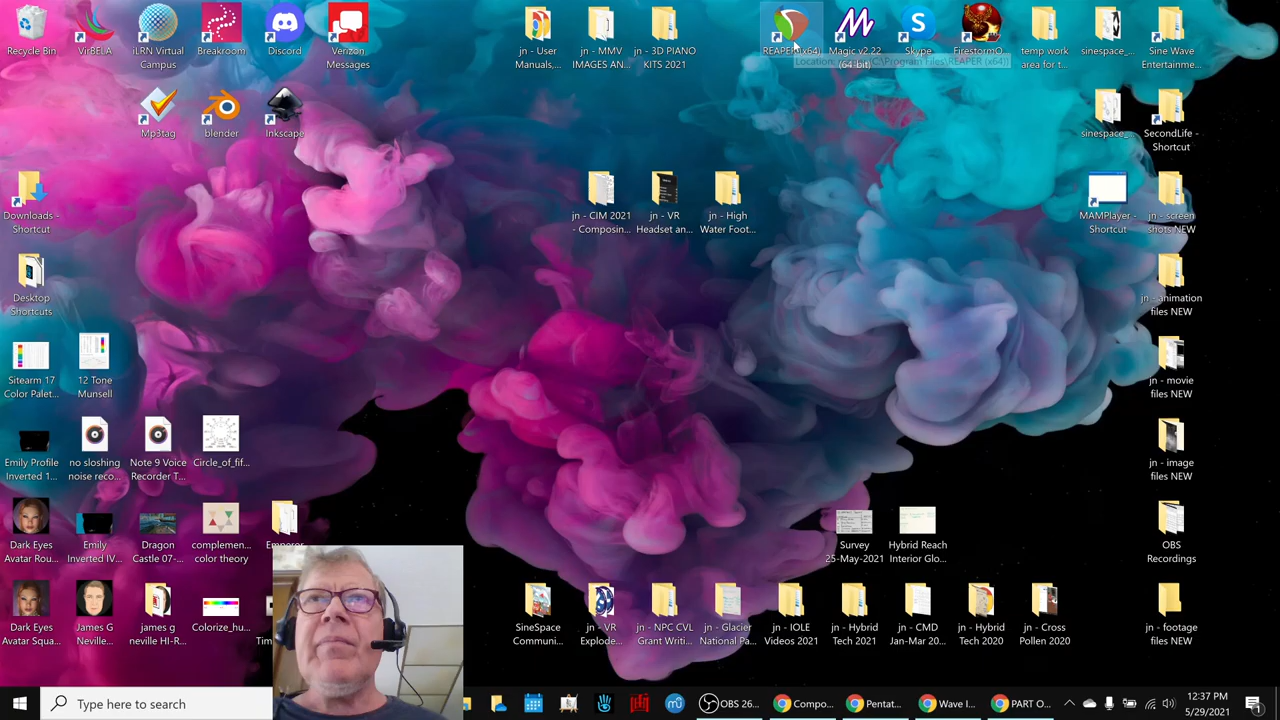 Recycle Bin
VirBELA
iLRN Virtual
Campus
Breakroom
Discord
Verizon
Messages
jn - User
Manuals,...
jn - MMV
IMAGES AN...
jn - 3D PIANO
KITS 2021
REAPER (x64)
Magic v2.22
(64-bit)
Skype
FirestormO...
temp work
area for t...
sinespace_...
Sine Wave
Entertainme...
Mp3tag
blender
Inkscape
sinespace_...
SecondLife -
Shortcut
Downloads -
Shortcut
jn - CIM 2021
- Composin...
jn - VR
Headset an...
jn - High
Water Foot...
MAMPlayer -
Shortcut
jn - screen
shots NEW
Desktop
Shortcuts
jn - animation
files NEW
Sitearm 17
Color Palet...
12 Tone
Munsell
jn - movie
files NEW
Emily Profile
Inverted 1...
no sloshing
noise reco...
Note 9 Voice
Recorder T...
Circle_of_fif...
jn - image
files NEW
Dark Eyes
Avatar Rou...
Emily
Inverted IV...
Dragon
Castle 07-...
complemen...
color theory
Survey
25-May-2021
Hybrid Reach
Interior Glo...
OBS
Recordings
Dark Eyes
Avatar Squa...
James G
Neville...
james g
neville HI-R...
Colorize_hu...
SineSpace
Communi...
jn - VR
Explode...
jn - NPC CVL
Grant Writi...
jn - Glacier
National Pa...
jn - IOLE
Videos 2021
jn - Hybrid
Tech 2021
jn - CMD
Jan-Mar 20...
jn - Hybrid
Tech 2020
jn - Cross
Pollen 2020
jn - footage
files NEW
Type here to search
OBS 26...
Compo...
Pentat...
Wave I...
PART O...
12:37 PM
5/29/2021
1